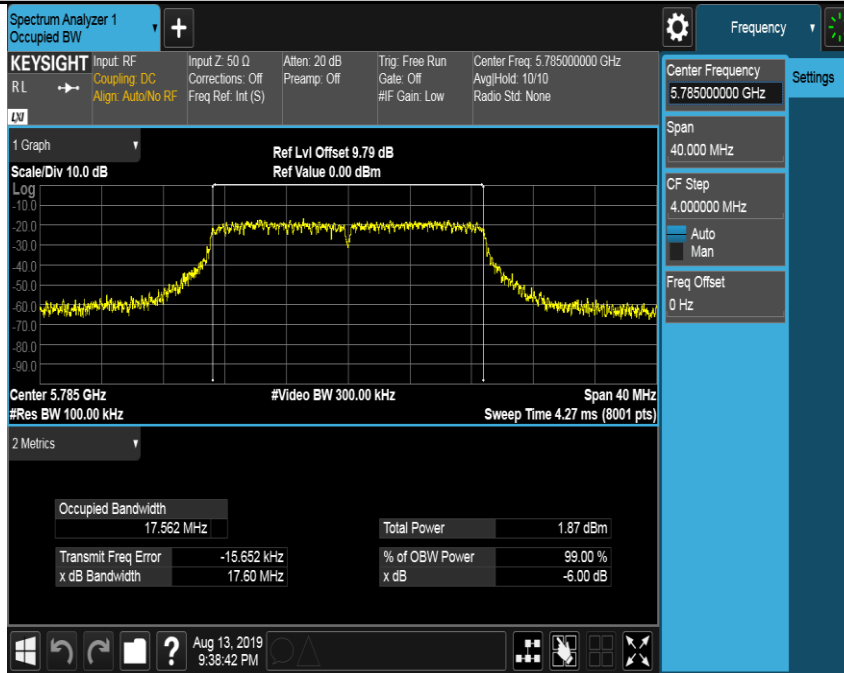 Spectrum Analyzer 1
Occupied BW
+
Frequency
KEYSIGHT Input: RF Input Z: 50 Ω Atten: 20 dB Trig: Free Run Center Freq: 5.785000000 GHz
RL Coupling: DC Corrections: Off Preamp: Off Gate: Off Avg|Hold: 10/10
Align: Auto/No RF Freq Ref: Int (S) #IF Gain: Low Radio Std: None
LXI
Center Frequency
5.785000000 GHz
Settings
Span
40.000 MHz
CF Step
4.000000 MHz
Auto
Man
Freq Offset
0 Hz
1 Graph
Ref Lvl Offset 9.79 dB
Scale/Div 10.0 dB Ref Value 0.00 dBm
Log
-10.0
-20.0
-30.0
-40.0
-50.0
-60.0
-70.0
-80.0
-90.0
Center 5.785 GHz #Video BW 300.00 kHz Span 40 MHz
#Res BW 100.00 kHz Sweep Time 4.27 ms (8001 pts)
2 Metrics
Occupied Bandwidth
17.562 MHz Total Power 1.87 dBm
Transmit Freq Error -15.652 kHz % of OBW Power 99.00 %
x dB Bandwidth 17.60 MHz x dB -6.00 dB
? Aug 13, 2019
9:38:42 PM